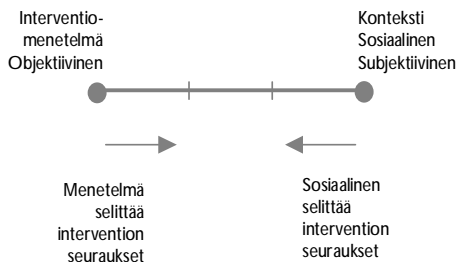 Interventio-
menetelmä
Objektiivinen
Konteksti
Sosiaalinen
Subjektiivinen
Menetelmä
selittää
intervention
seuraukset
Sosiaalinen
selittää
intervention
seuraukset